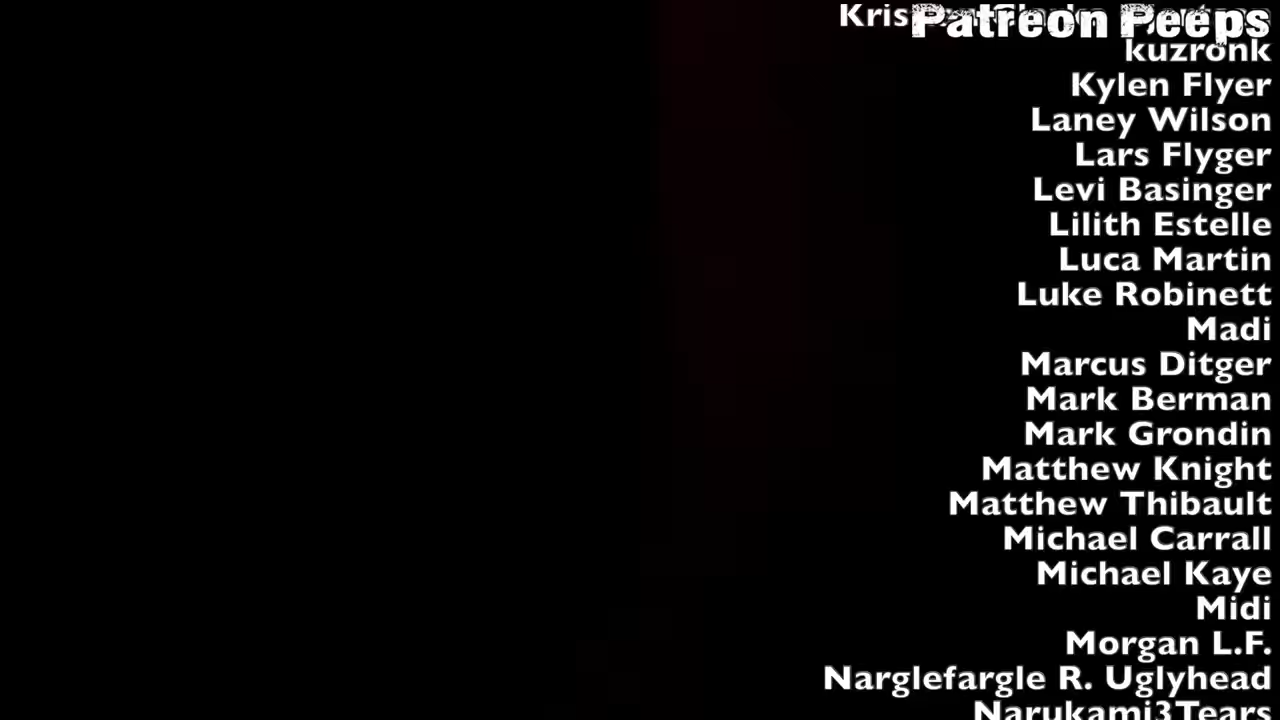 Patreon Peeps
kuzronk
Kylen Flyer
Laney Wilson
Lars Flyger
Levi Basinger
Lilith Estelle
Luca Martin
Luke Robinett
Madi
Marcus Ditger
Mark Berman
Mark Grondin
Matthew Knight
Matthew Thibault
Michael Carrall
Michael Kaye
Midi
Morgan L.F.
Narglefargle R. Uglyhead
Narukami3Tears